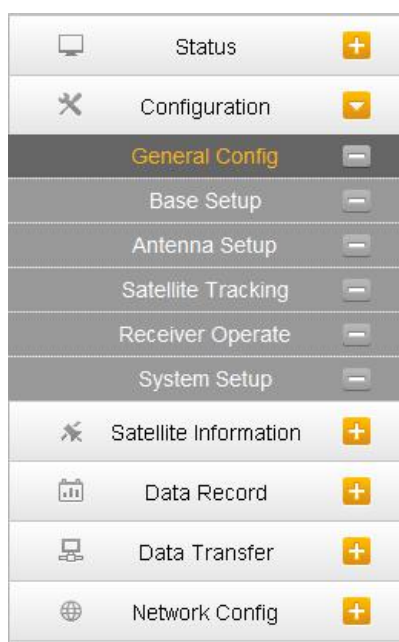 Status
Configuration
General Config
Base Setup
Antenna Setup
Satellite Tracking
Receiver Operate
System Setup
Satellite Information
Data Record
Data Transfer
Network Config